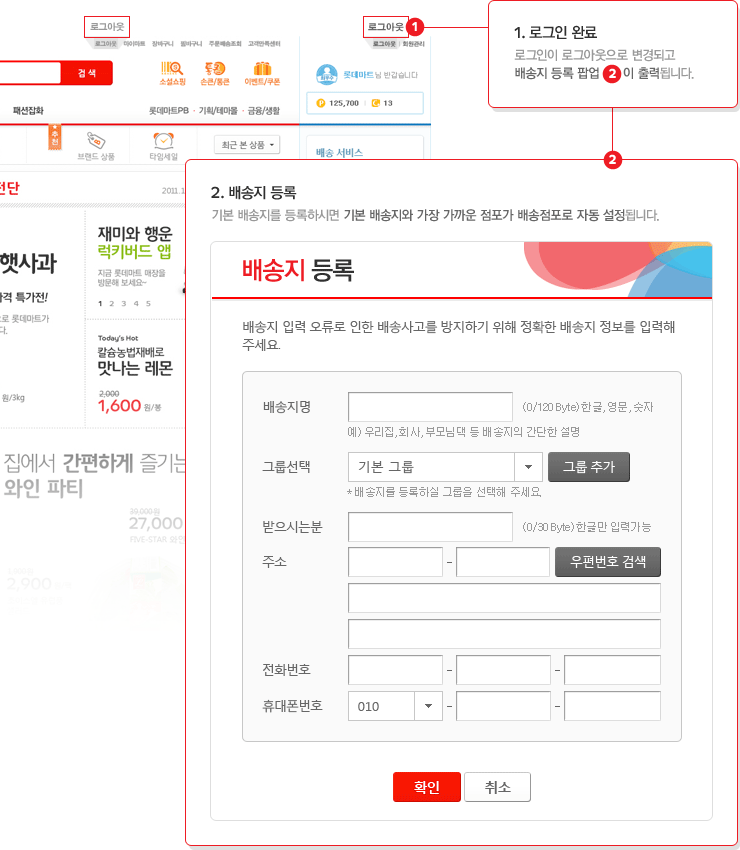 로그아웃
로그아웃 마이마트 장바구니 찜바구니 주문배송조회 고객만족센터
검색
소셜쇼핑 손큰/통큰 이벤트/쿠폰
패션잡화
롯데마트PB · 기획/테마몰 · 금융/생활
추천
브랜드 상품
타임세일
최근 본 상품
로그아웃 1
로그아웃 회원관리
롯데마트님 반갑습니다
125,700 13
배송 서비스
1. 로그인 완료
로그인이 로그아웃으로 변경되고
배송지 등록 팝업 2 이 출력됩니다.
전단
2011.1
햇사과
가격 특가전!
으로 롯데마트가
다.
원/3kg
재미와 행운
럭키버드 앱
지금 롯데마트 매장을
방문해 보세요~
1 2 3 4 5
Today's Hot
칼슘농법재배로
맛나는 레몬
2,000
1,600 원/봉
집에서 간편하게 즐기는
와인 파티
39,000원
27,000
FIVE-STAR 와인
2,900
2
2. 배송지 등록
기본 배송지를 등록하시면 기본 배송지와 가장 가까운 점포가 배송점포로 자동 설정됩니다.
배송지 등록
배송지 입력 오류로 인한 배송사고를 방지하기 위해 정확한 배송지 정보를 입력해
주세요.
배송지명 (0/120 Byte) 한글, 영문, 숫자
예) 우리집, 회사, 부모님댁 등 배송지의 간단한 설명
그룹선택 기본 그룹 그룹 추가
* 배송지를 등록하실 그룹을 선택해 주세요.
받으시는분 (0/30 Byte) 한글만 입력가능
주소 - 우편번호 검색
전화번호 - -
휴대폰번호 010 - -
확인 취소